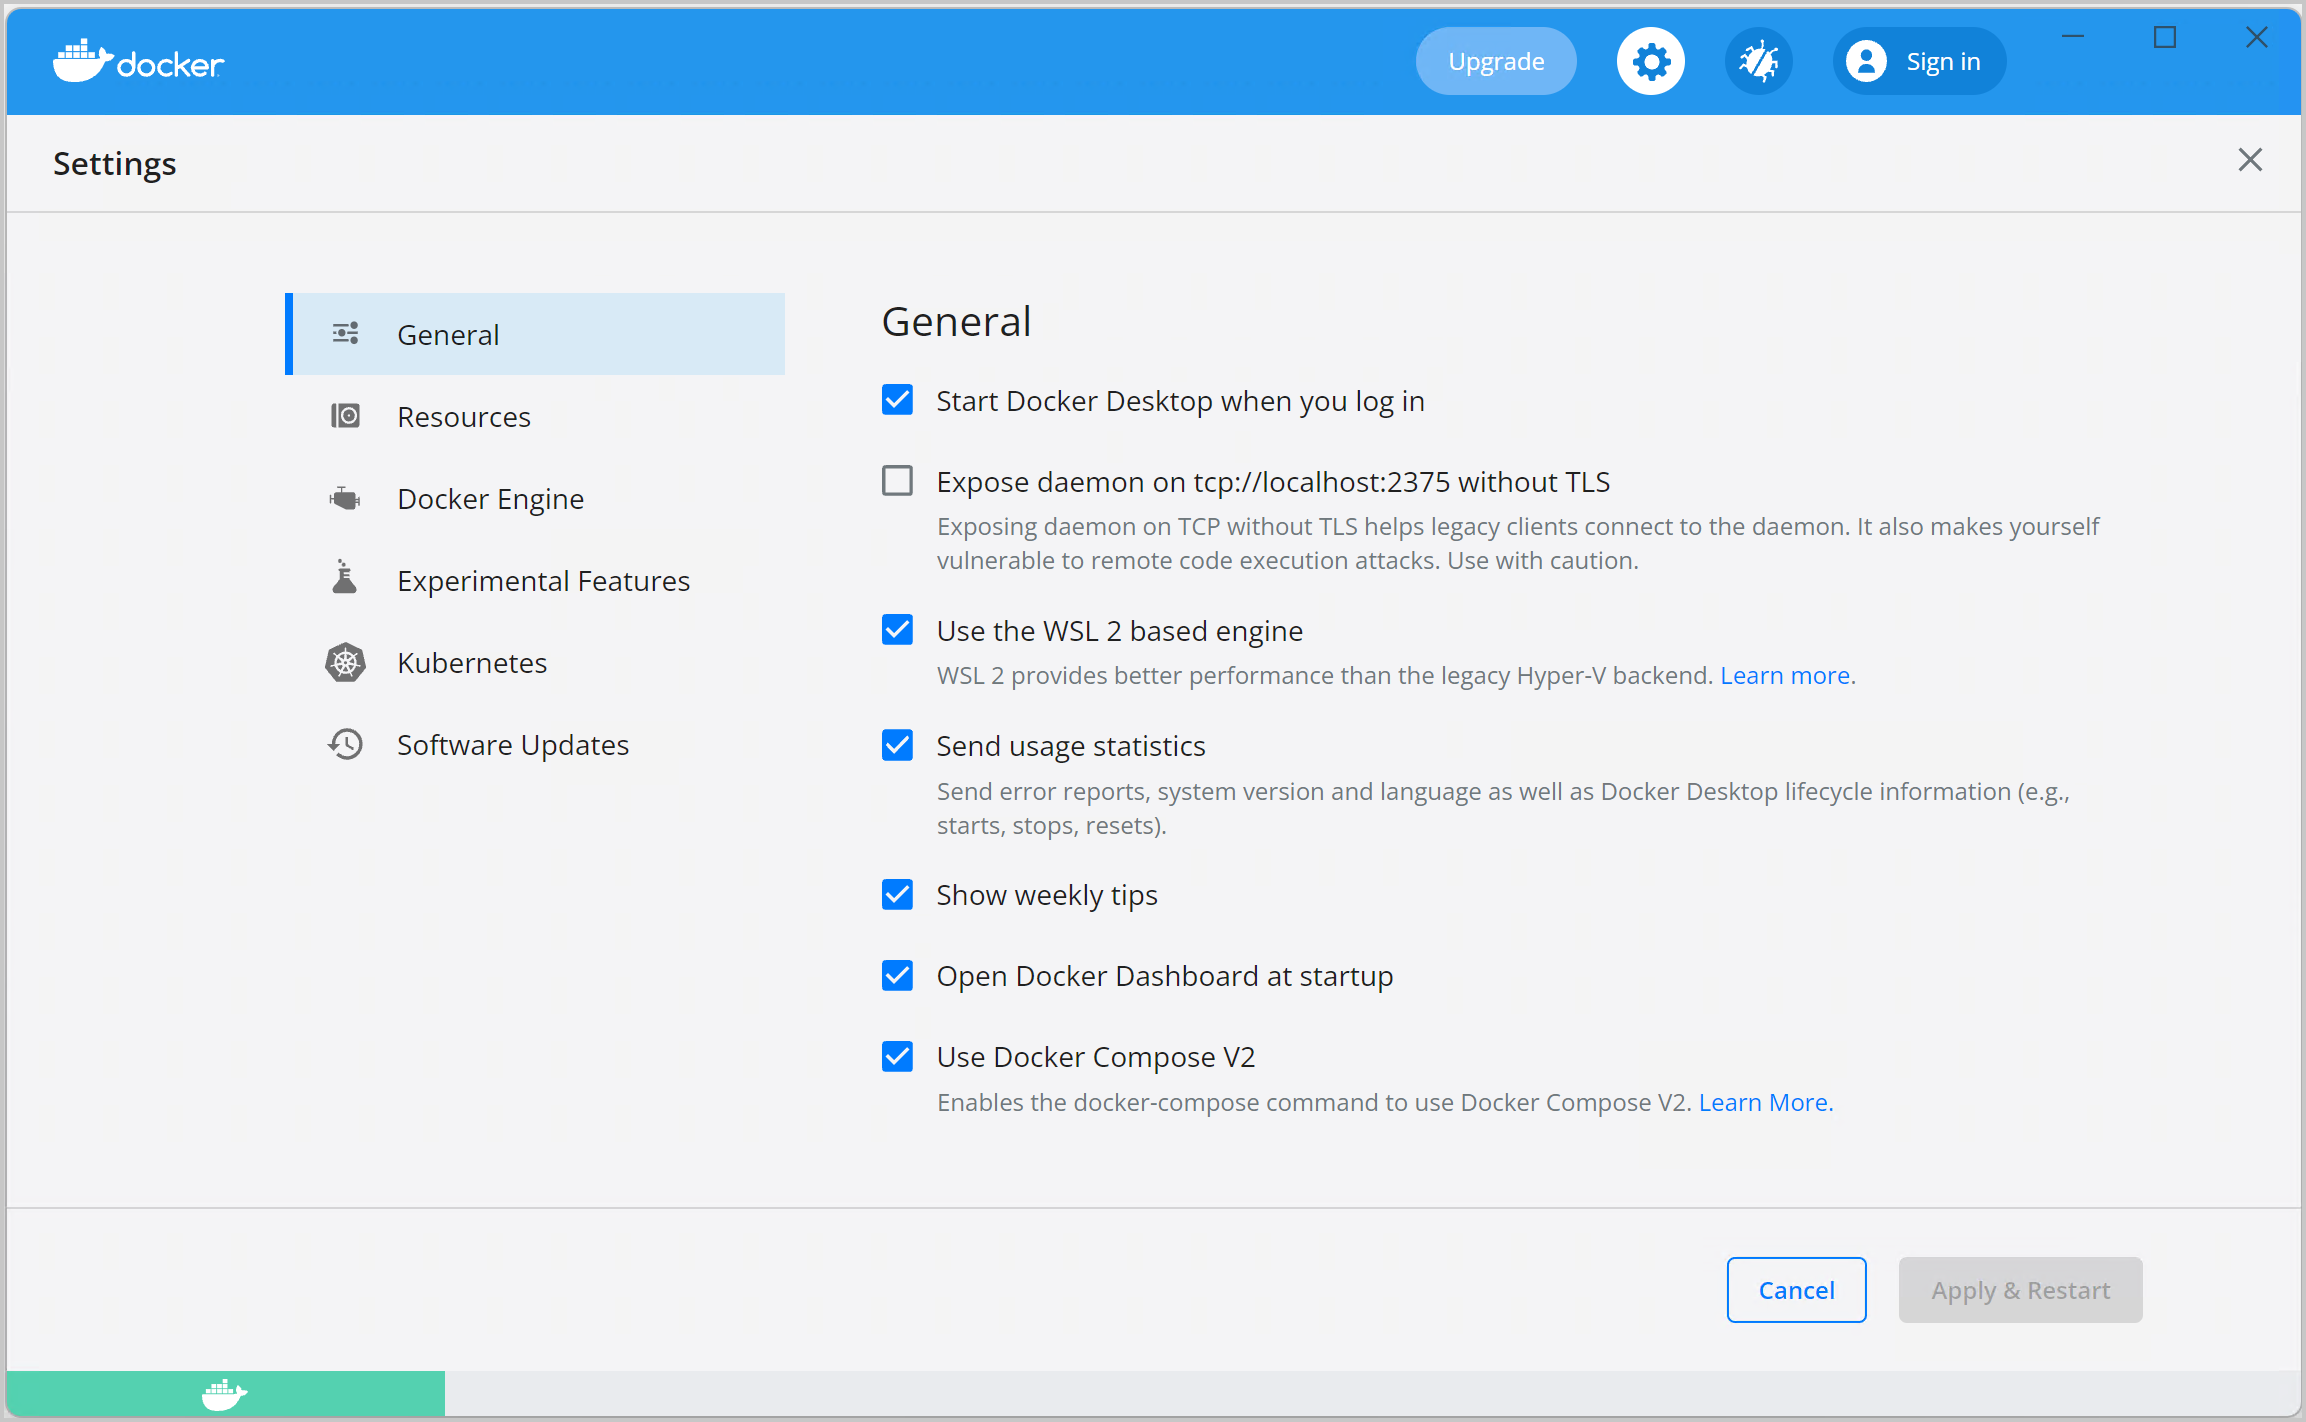 docker
Upgrade
Sign in
Settings
General
Resources
Docker Engine
Experimental Features
Kubernetes
Software Updates
General
Start Docker Desktop when you log in
Expose daemon on tcp://localhost:2375 without TLS
Exposing daemon on TCP without TLS helps legacy clients connect to the daemon. It also makes yourself
vulnerable to remote code execution attacks. Use with caution.
Use the WSL 2 based engine
WSL 2 provides better performance than the legacy Hyper-V backend. Learn more.
Send usage statistics
Send error reports, system version and language as well as Docker Desktop lifecycle information (e.g.,
starts, stops, resets).
Show weekly tips
Open Docker Dashboard at startup
Use Docker Compose V2
Enables the docker-compose command to use Docker Compose V2. Learn More.
Cancel
Apply & Restart